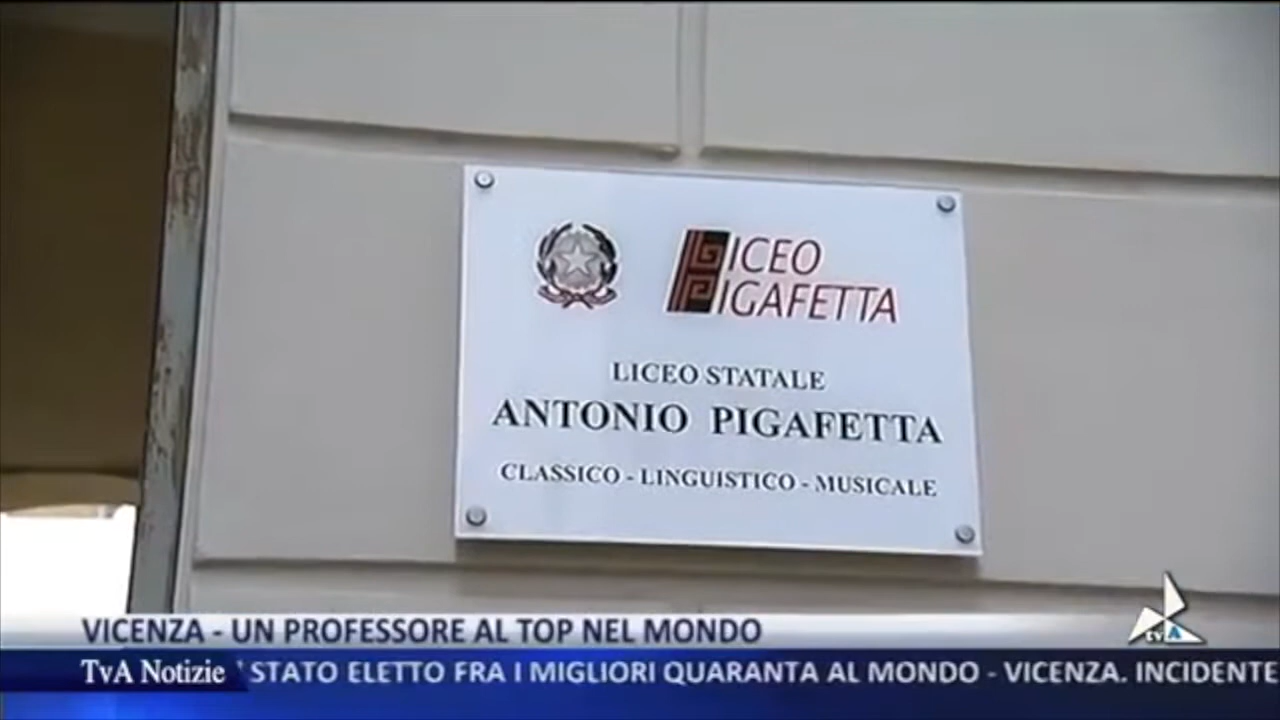 LICEO
PIGAFETTA
LICEO STATALE
ANTONIO PIGAFETTA
CLASSICO - LINGUISTICO - MUSICALE
VICENZA - UN PROFESSORE AL TOP NEL MONDO
tvA
TvA Notizie STATO ELETTO FRA I MIGLIORI QUARANTA AL MONDO - VICENZA. INCIDENTE